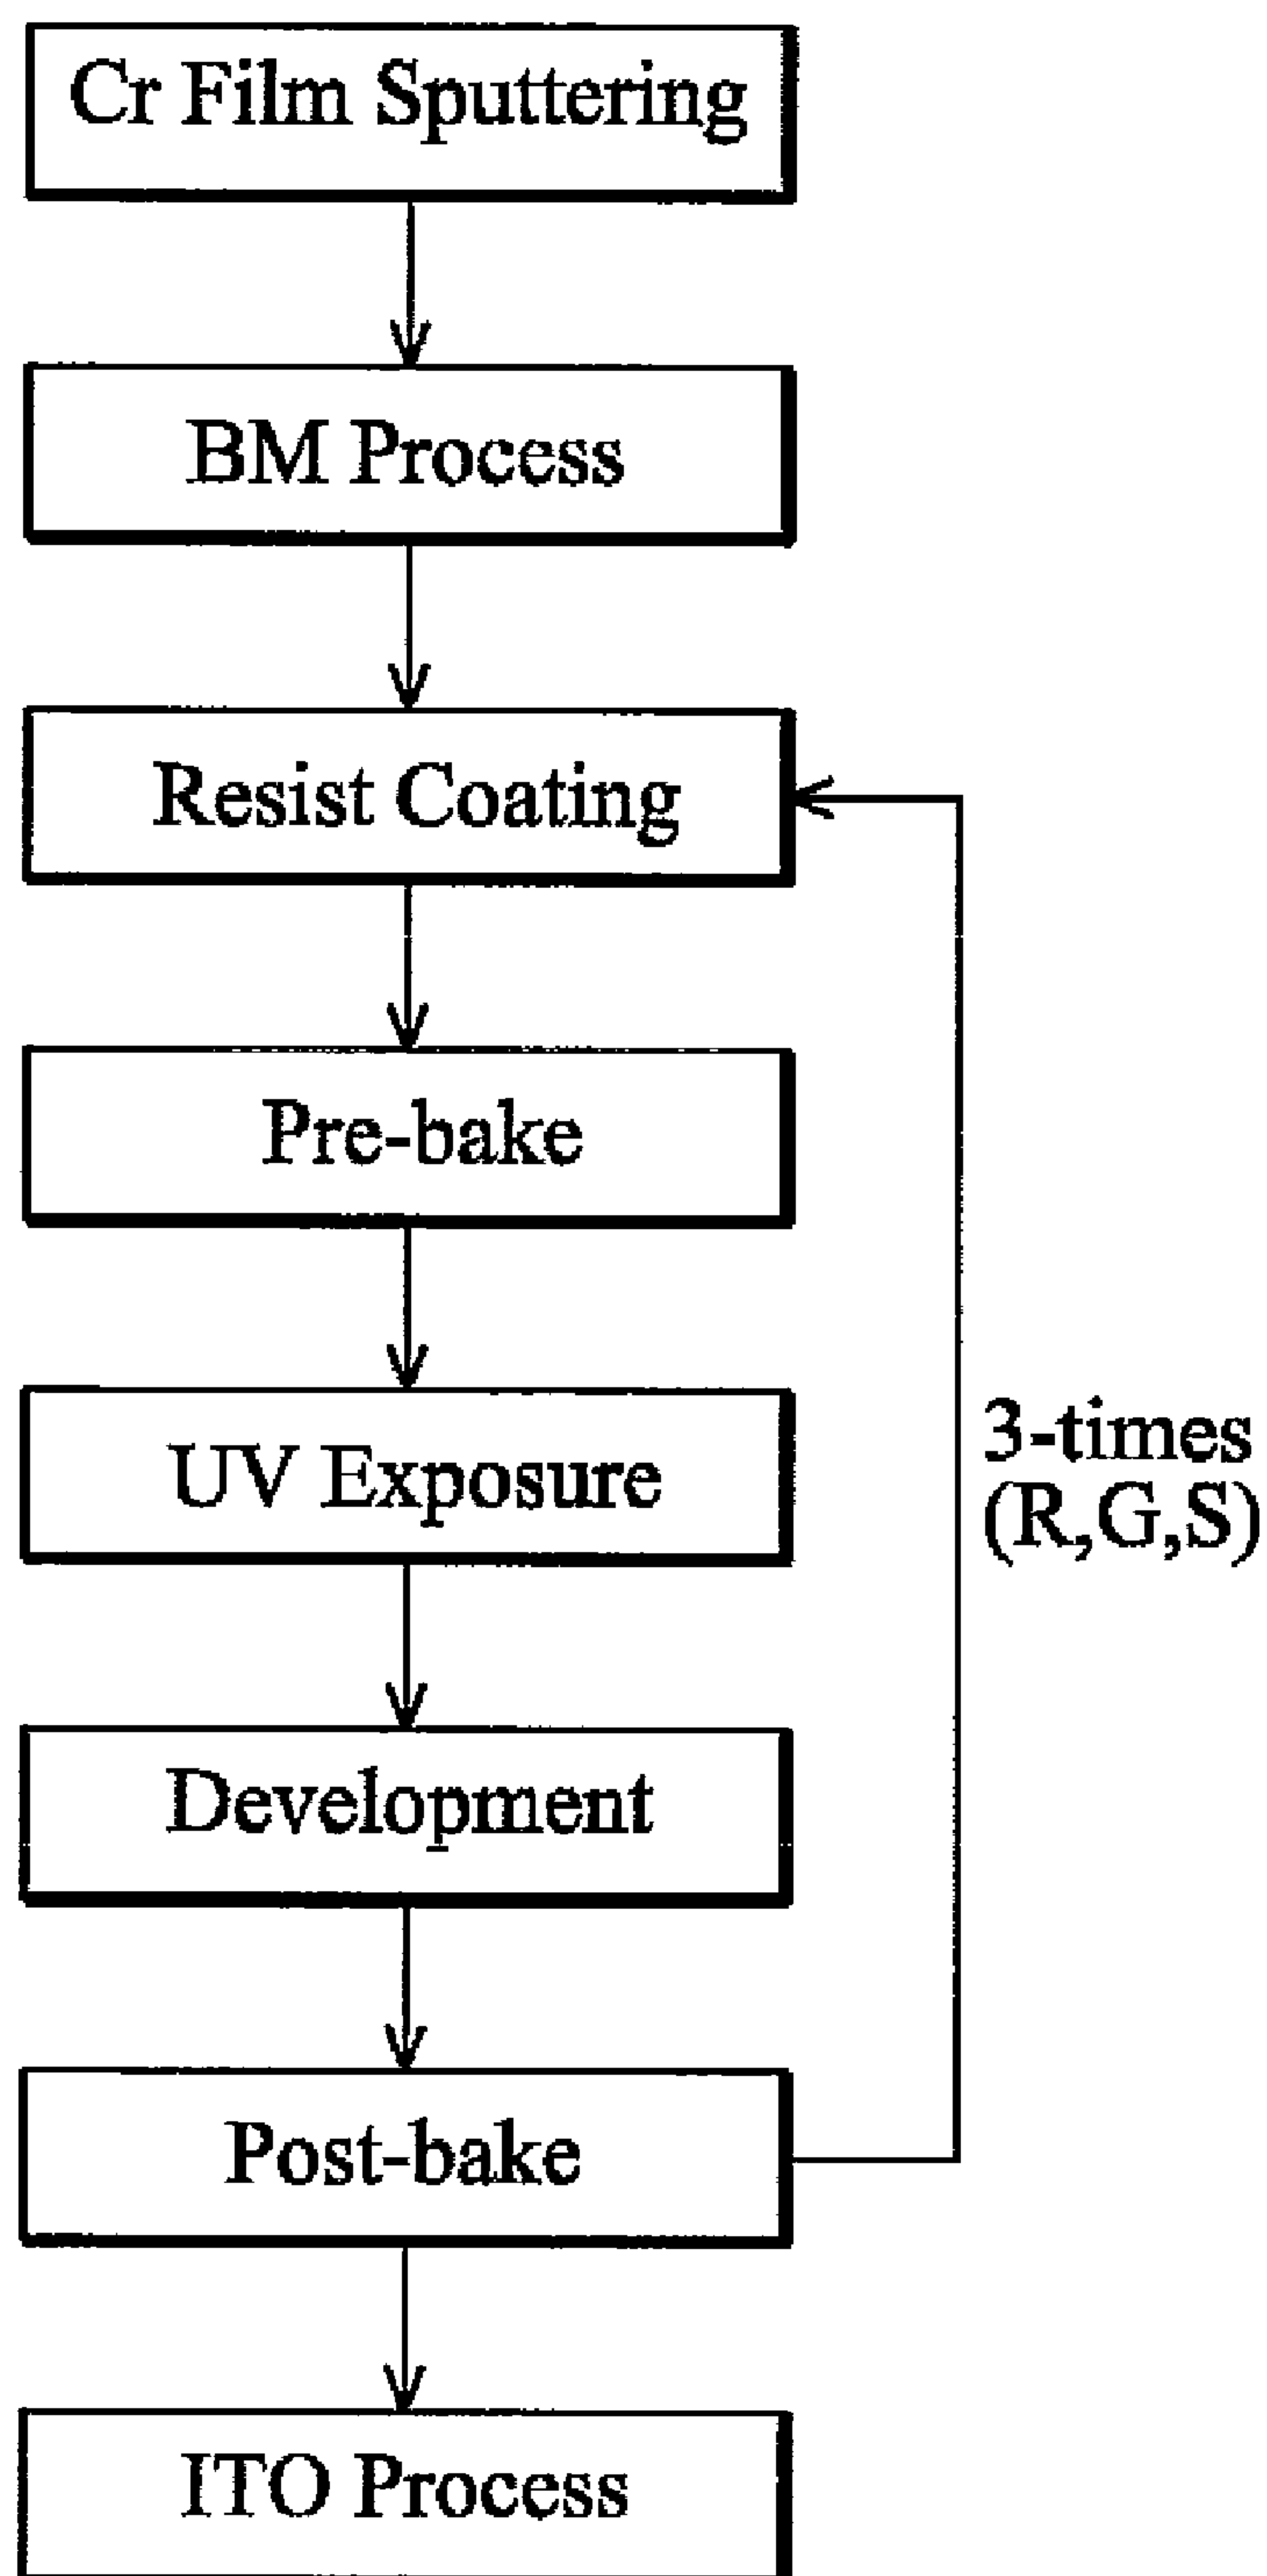 Cr Film Sputtering
BM Process
Resist Coating
Pre-bake
UV Exposure
3-times
(R,G,S)
Development
Post-bake
ITO Process